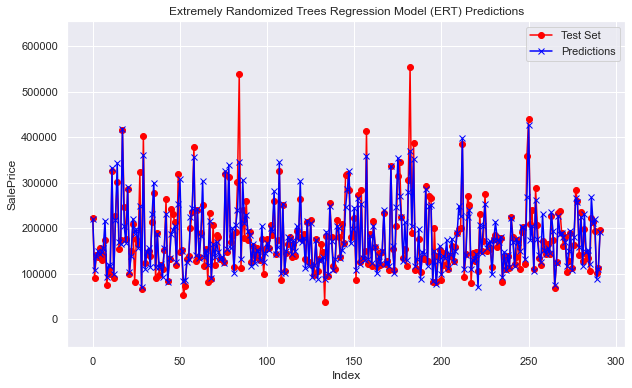 Extremely Randomized Trees Regression Model (ERT) Predictions
Test Set
Predictions
600000
500000
400000
300000
200000
100000
0
SalePrice
0 50 100 150 200 250 300
Index